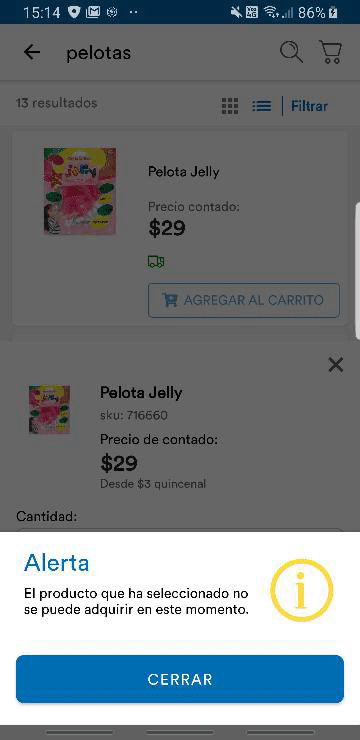 15:14 86%
pelotas
13 resultados Filtrar
Pelota Jelly
Precio contado:
$29
AGREGAR AL CARRITO
Pelota Jelly
sku: 716660
Precio de contado:
$29
Desde $3 quincenal
Cantidad:
Alerta
El producto que ha seleccionado no
se puede adquirir en este momento.
CERRAR